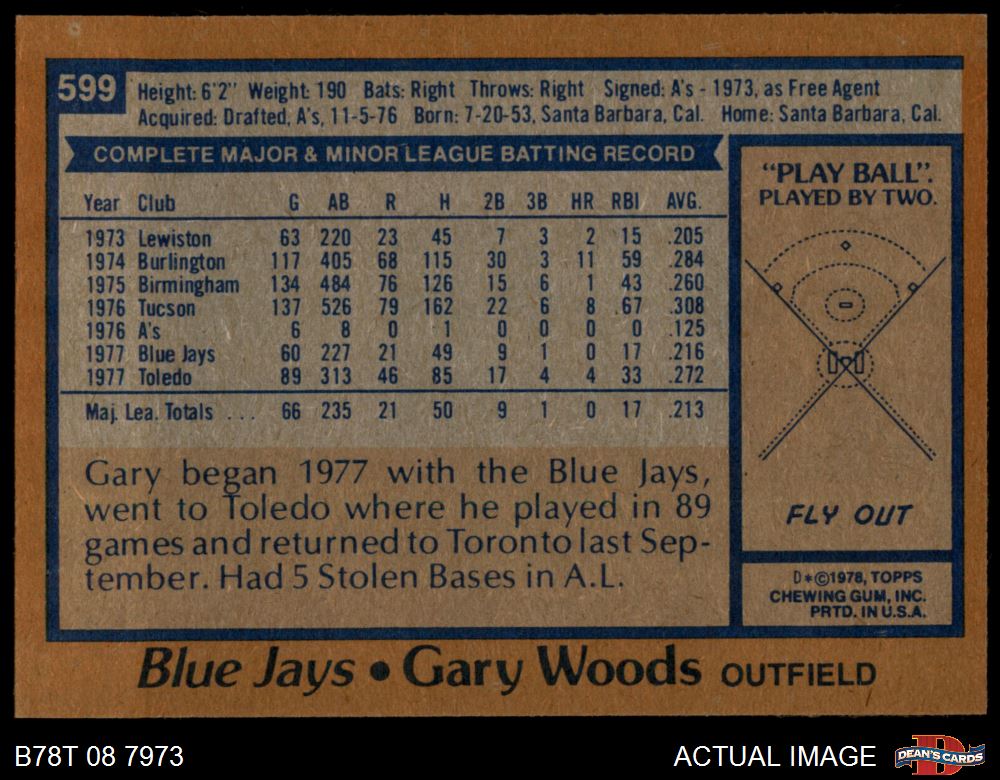 599
Height: 6'2" Weight: 190 Bats: Right Throws: Right Signed: A's - 1973, as Free Agent
Acquired: Drafted, A's, 11-5-76 Born: 7-20-53, Santa Barbara, Cal. Home: Santa Barbara, Cal.
COMPLETE MAJOR & MINOR LEAGUE BATTING RECORD
Year Club G AB R H 2B 3B HR RBI AVG.
1973 Lewiston 63 220 23 45 7 3 2 15 .205
1974 Burlington 117 405 68 115 30 3 11 59 .284
1975 Birmingham 134 484 76 126 15 6 1 43 .260
1976 Tucson 137 526 79 162 22 6 8 67 .308
1976 A's 6 8 0 1 0 0 0 0 .125
1977 Blue Jays 60 227 21 49 9 1 0 17 .216
1977 Toledo 89 313 46 85 17 4 4 33 .272
Maj. Lea. Totals ... 66 235 21 50 9 1 0 17 .213
Gary began 1977 with the Blue Jays,
went to Toledo where he played in 89
games and returned to Toronto last Sep-
tember. Had 5 Stolen Bases in A.L.
"PLAY BALL".
PLAYED BY TWO.
FLY OUT
D*©1978, TOPPS
CHEWING GUM, INC.
PRTD. IN U.S.A.
Blue Jays • Gary Woods OUTFIELD
B78T 08 7973
ACTUAL IMAGE
DEAN'S CARDS